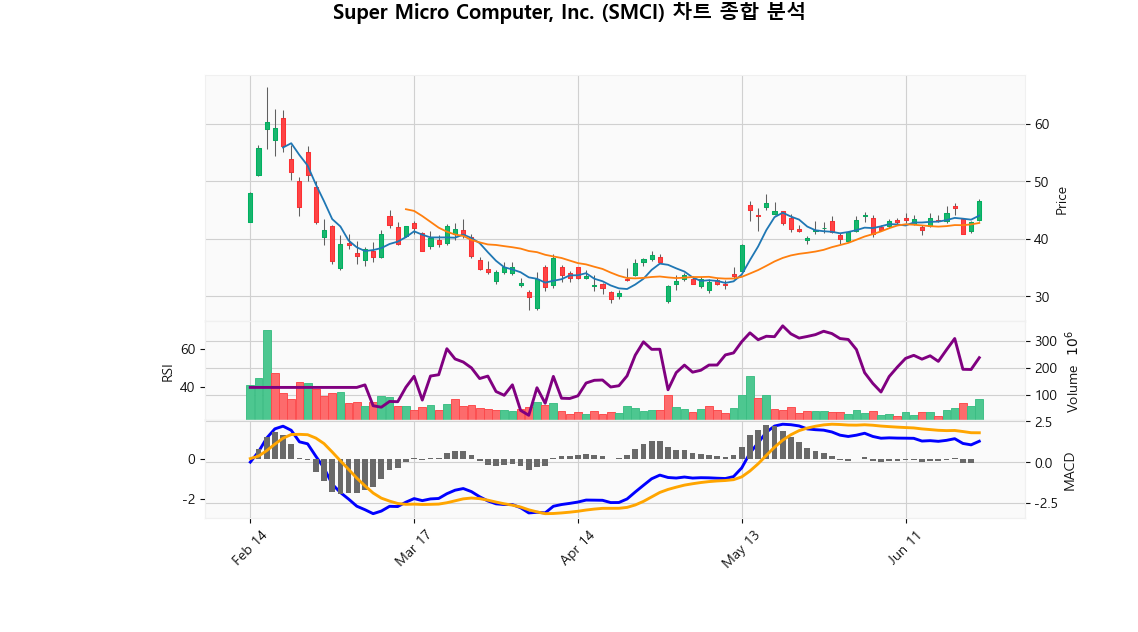 Super Micro Computer, Inc. (SMCI) 차트 종합 분석
60
50
40
30
Price
60
40
RSI
300
200
100
Volume 10^6
0
-2
2.5
0.0
-2.5
MACD
Feb 14
Mar 17
Apr 14
May 13
Jun 11